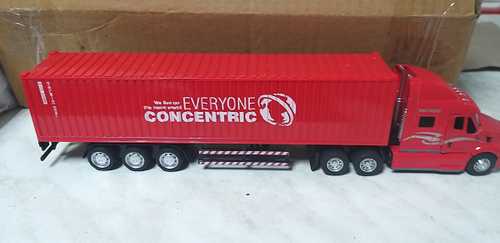 We live on
the same world
EVERYONE
CONCENTRIC